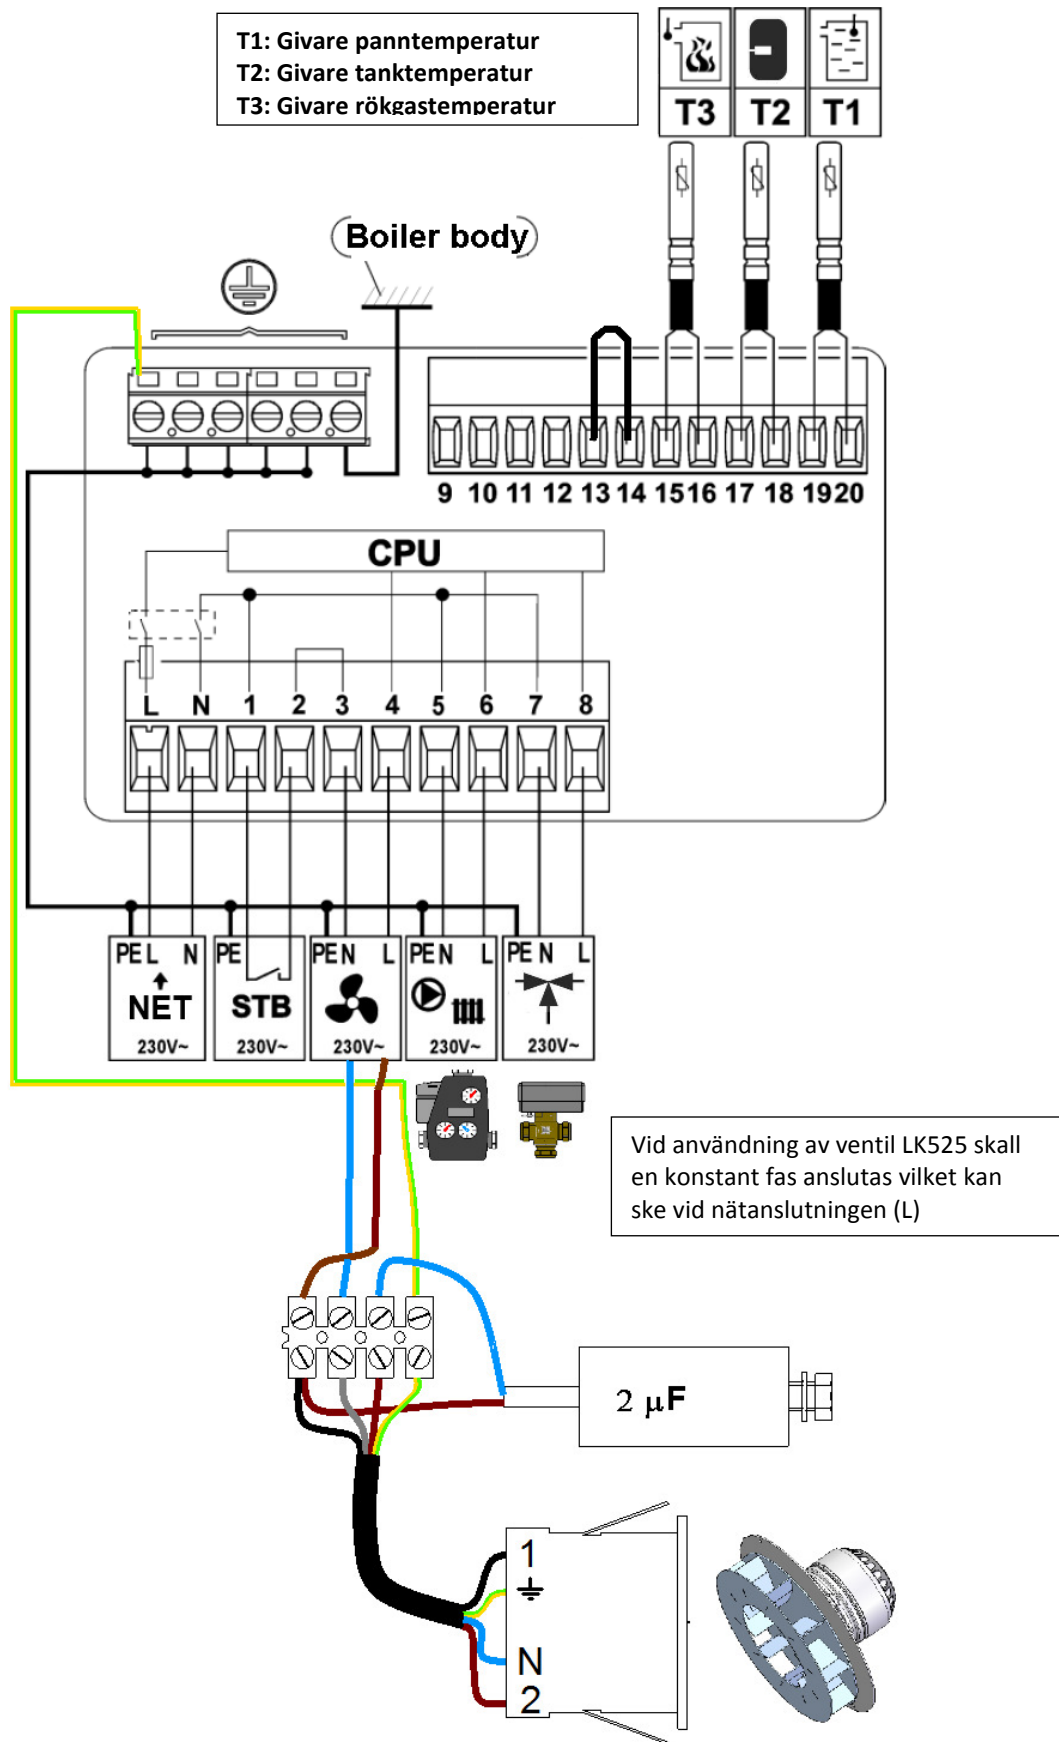 T1: Givare panntemperatur
T2: Givare tanktemperatur
T3: Givare rökgastemperatur
T3 T2 T1
(Boiler body)
9 10 11 12 13 14 15 16 17 18 19 20
CPU
L N 1 2 3 4 5 6 7 8
PE L N PE PE N L PE N L PE N L
NET STB
230V~ 230V~ 230V~ 230V~ 230V~
Vid användning av ventil LK525 skall
en konstant fas anslutas vilket kan
ske vid nätanslutningen (L)
2 µF
1
N
2